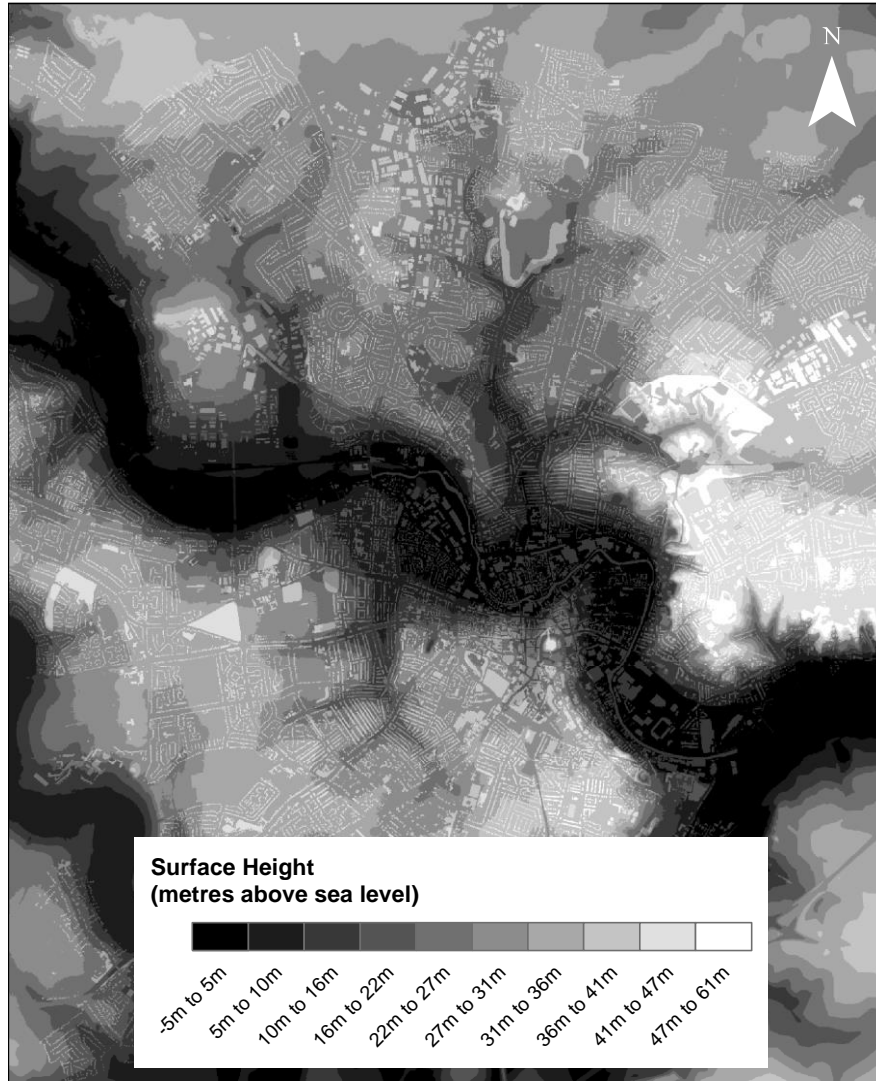 N
Surface Height
(metres above sea level)
-5m to 5m
5m to 10m
10m to 16m
16m to 22m
22m to 27m
27m to 31m
31m to 36m
36m to 41m
41m to 47m
47m to 61m